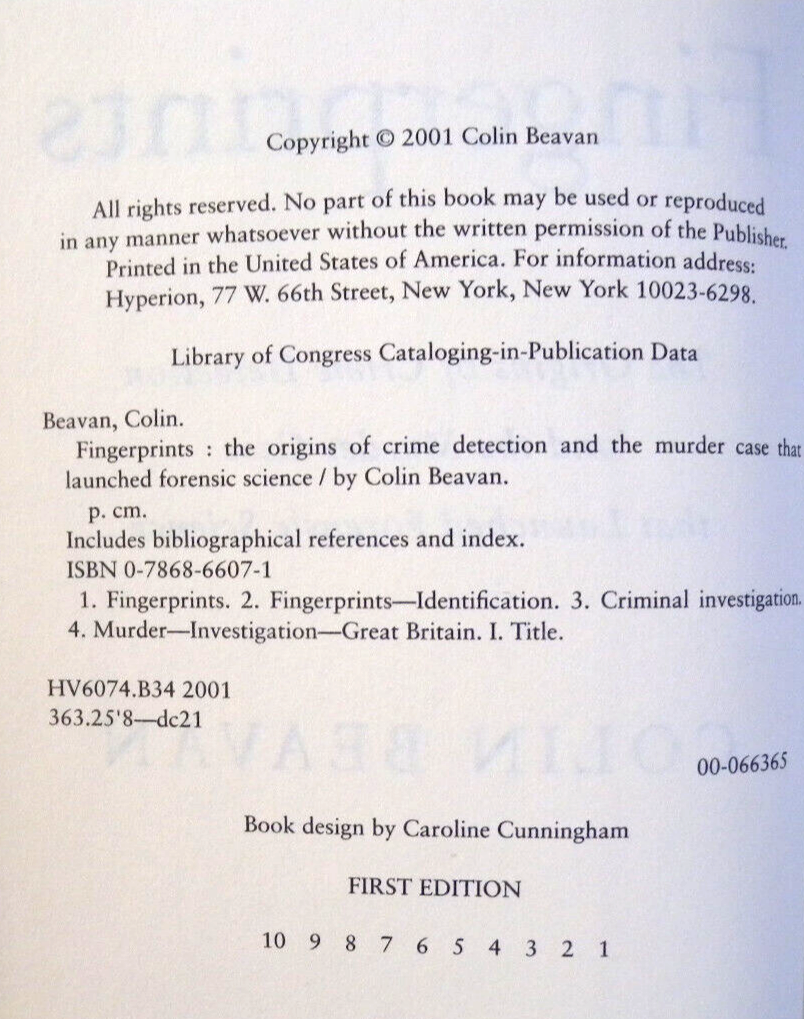 Copyright © 2001 Colin Beavan
All rights reserved. No part of this book may be used or reproduced
in any manner whatsoever without the written permission of the Publisher.
Printed in the United States of America. For information address:
Hyperion, 77 W. 66th Street, New York, New York 10023-6298.
Library of Congress Cataloging-in-Publication Data
Beavan, Colin.
Fingerprints : the origins of crime detection and the murder case that
launched forensic science / by Colin Beavan.
p. cm.
Includes bibliographical references and index.
ISBN 0-7868-6607-1
1. Fingerprints. 2. Fingerprints—Identification. 3. Criminal investigation.
4. Murder—Investigation—Great Britain. I. Title.
HV6074.B34 2001
363.25'8—dc21
00-066365
Book design by Caroline Cunningham
FIRST EDITION
10 9 8 7 6 5 4 3 2 1